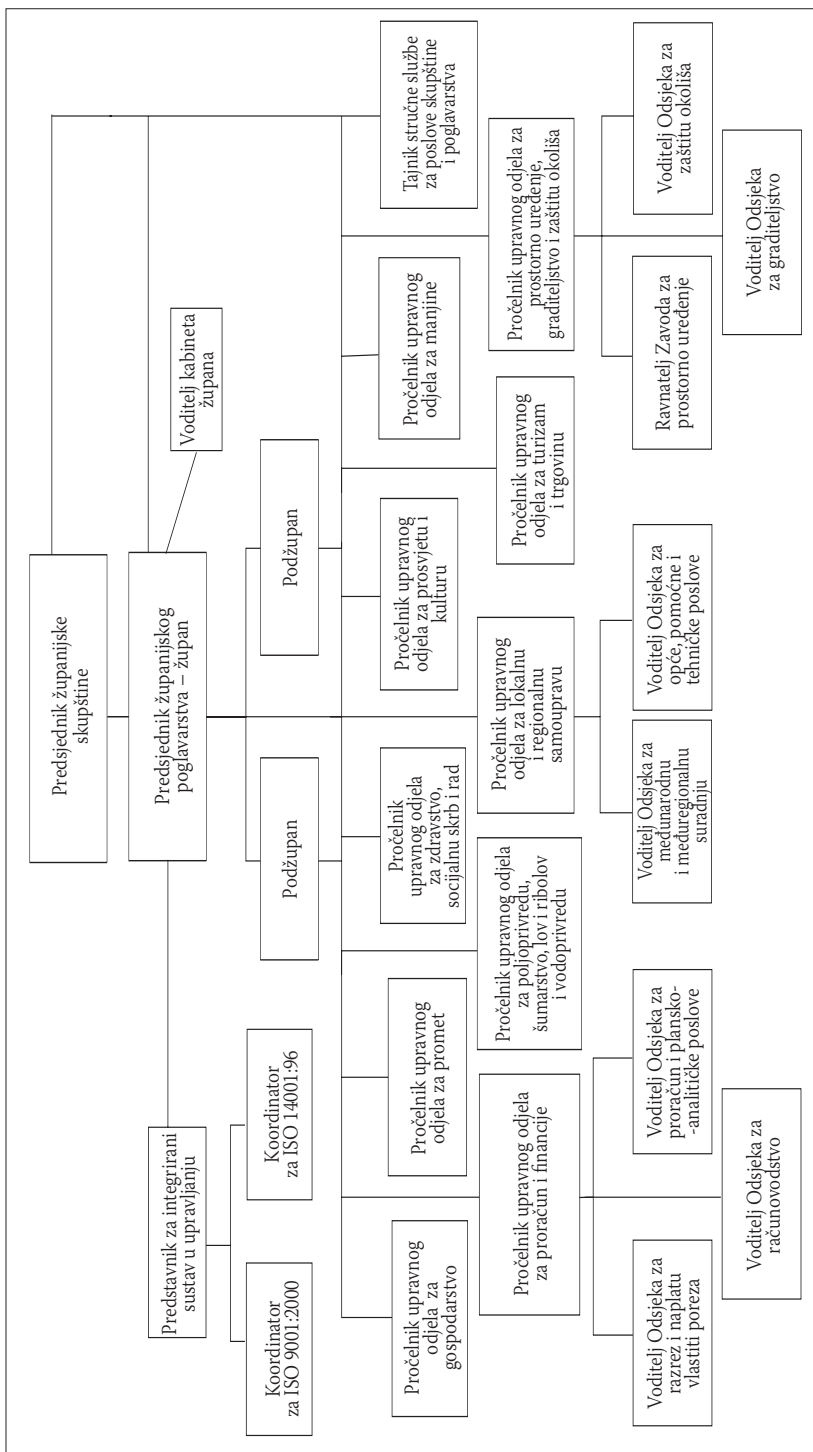 Predsjednik županijske
skupštine
Predsjednik županijskog
poglavarstva – župan
Voditelj kabineta
župana
Predstavnik za integrirani
sustav u upravljanju
Koordinator
za ISO 9001:2000
Koordinator
za ISO 14001:96
Podžupan
Podžupan
Pročelnik upravnog
odjela za
gospodarstvo
Pročelnik upravnog
odjela za promet
Pročelnik
upravnog odjela
za zdravstvo,
socijalnu skrb i rad
Pročelnik upravnog
odjela za prosvjetu i
kulturu
Pročelnik upravnog
odjela za manjine
Tajnik stručne službe
za poslove skupštine
i poglavarstva
Pročelnik upravnog odjela
za proračun i financije
Pročelnik upravnog odjela
za poljoprivredu,
šumarstvo, lov i ribolov
i vodoprivredu
Pročelnik upravnog
odjela za lokalnu
i regionalnu
samoupravu
Pročelnik upravnog
odjela za turizam
i trgovinu
Pročelnik upravnog odjela za
prostorno uređenje,
graditeljstvo i zaštitu okoliša
Voditelj Odsjeka za
razrez i naplatu
vlastiti poreza
Voditelj Odsjeka za
proračun i plansko-
-analitičke poslove
Voditelj Odsjeka za
međunarodnu
i međuregionalnu
suradnju
Voditelj Odsjeka za
opće, pomoćne i
tehničke poslove
Ravnatelj Zavoda za
prostorno uređenje
Voditelj Odsjeka za
zaštitu okoliša
Voditelj Odsjeka za
računovodstvo
Voditelj Odsjeka
za graditeljstvo